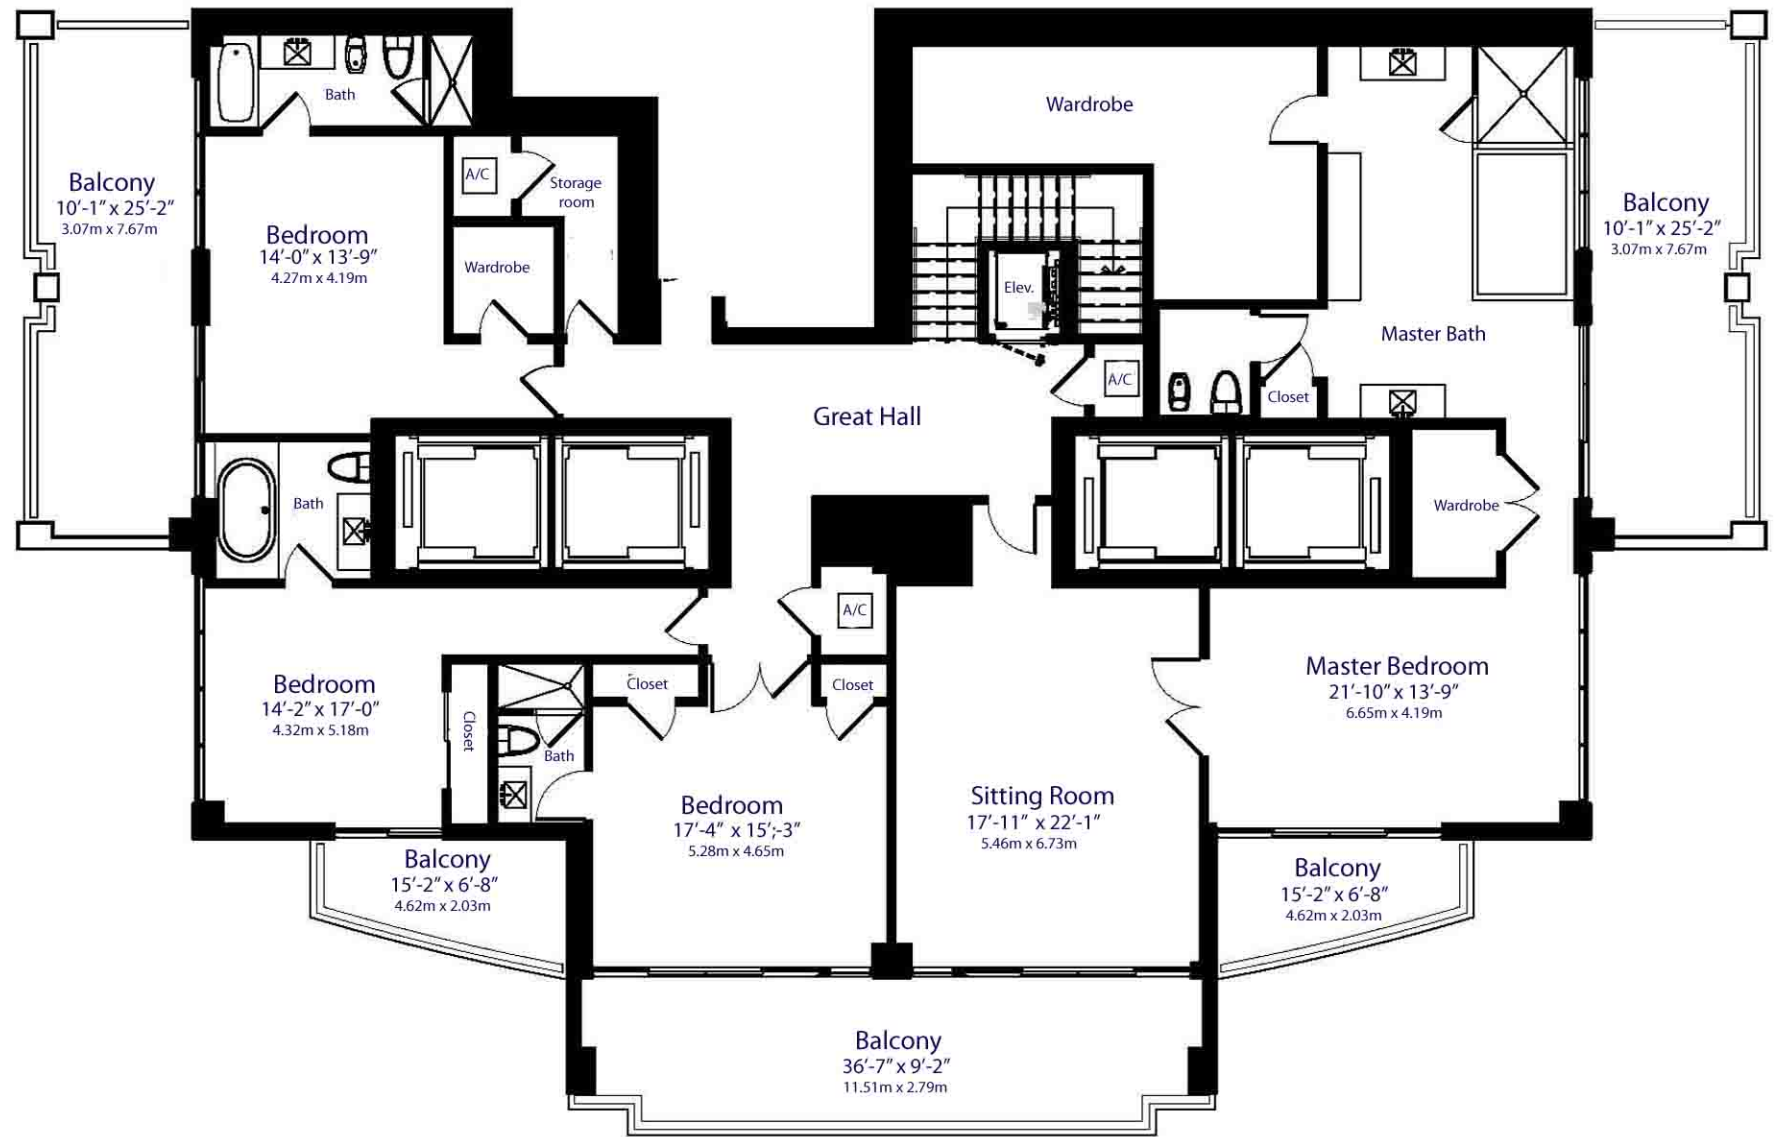 Bath
Wardrobe
Balcony
10'-1" x 25'-2"
3.07m x 7.67m
Bedroom
14'-0" x 13'-9"
4.27m x 4.19m
A/C
Storage
room
Wardrobe
Elev.
Balcony
10'-1" x 25'-2"
3.07m x 7.67m
Master Bath
A/C
Closet
Great Hall
Bath
Wardrobe
A/C
Bedroom
14'-2" x 17'-0"
4.32m x 5.18m
Closet
Closet
Closet
Bath
Master Bedroom
21'-10" x 13'-9"
6.65m x 4.19m
Bedroom
17'-4" x 15';-3"
5.28m x 4.65m
Sitting Room
17'-11" x 22'-1"
5.46m x 6.73m
Balcony
15'-2" x 6'-8"
4.62m x 2.03m
Balcony
15'-2" x 6'-8"
4.62m x 2.03m
Balcony
36'-7" x 9'-2"
11.51m x 2.79m